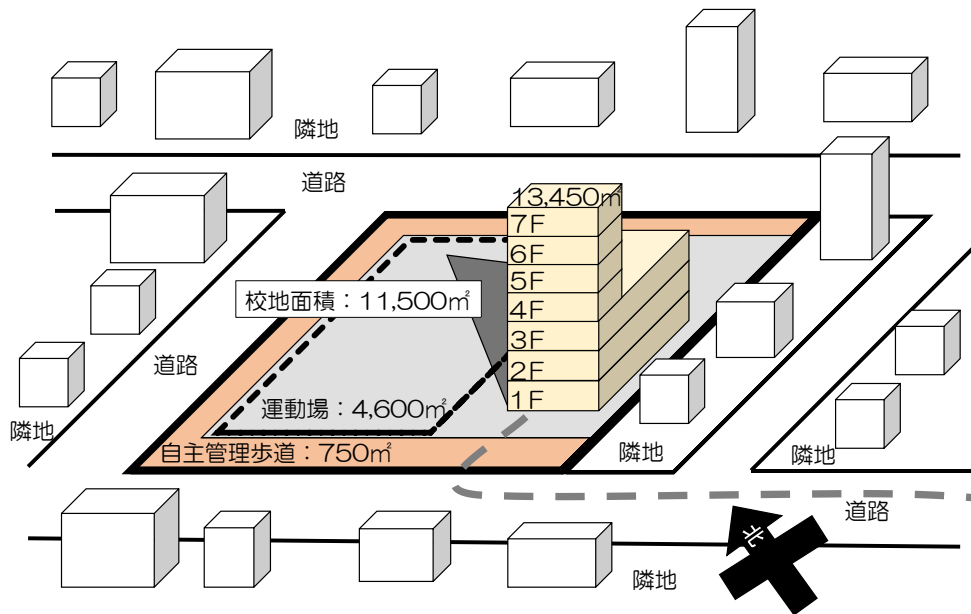 隣地
道路
13,450㎡
7F
6F
5F
4F
3F
2F
1F
校地面積：11,500㎡
道路
運動場：4,600㎡
隣地
自主管理歩道：750㎡
隣地
隣地
道路
北
隣地